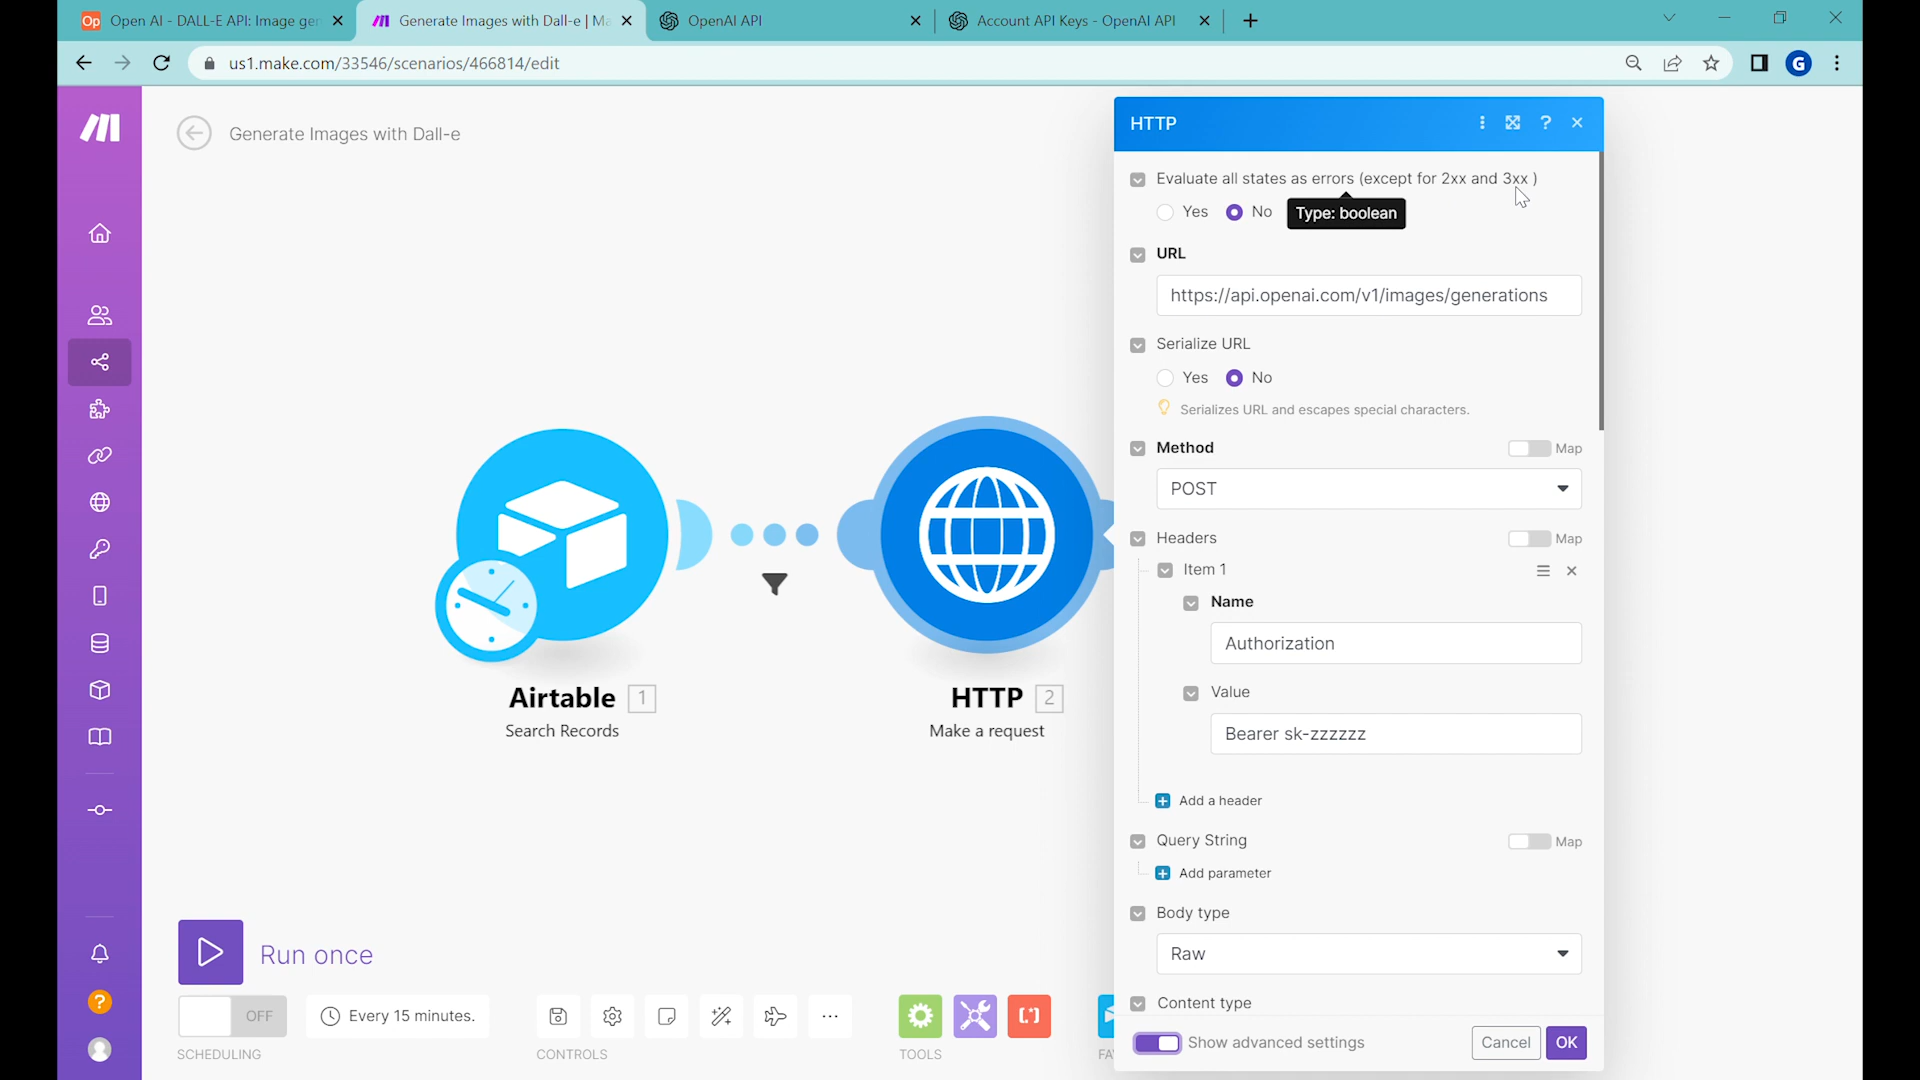 Op Open AI - DALL-E API: Image gen
Generate Images with Dall-e | Ma
OpenAI API
Account API Keys - OpenAI API
us1.make.com/33546/scenarios/466814/edit
G
Generate Images with Dall-e
HTTP
?
Evaluate all states as errors (except for 2xx and 3xx )
Yes
No
Type: boolean
URL
https://api.openai.com/v1/images/generations
Serialize URL
Yes
No
Serializes URL and escapes special characters.
Method
Map
POST
Headers
Map
Item 1
Name
Authorization
Value
Bearer sk-zzzzzz
Add a header
Query String
Map
Add parameter
Body type
Raw
Content type
Show advanced settings
Cancel
OK
Airtable 1
Search Records
HTTP 2
Make a request
Run once
OFF
Every 15 minutes.
SCHEDULING
CONTROLS
[.*]
TOOLS
FA
?